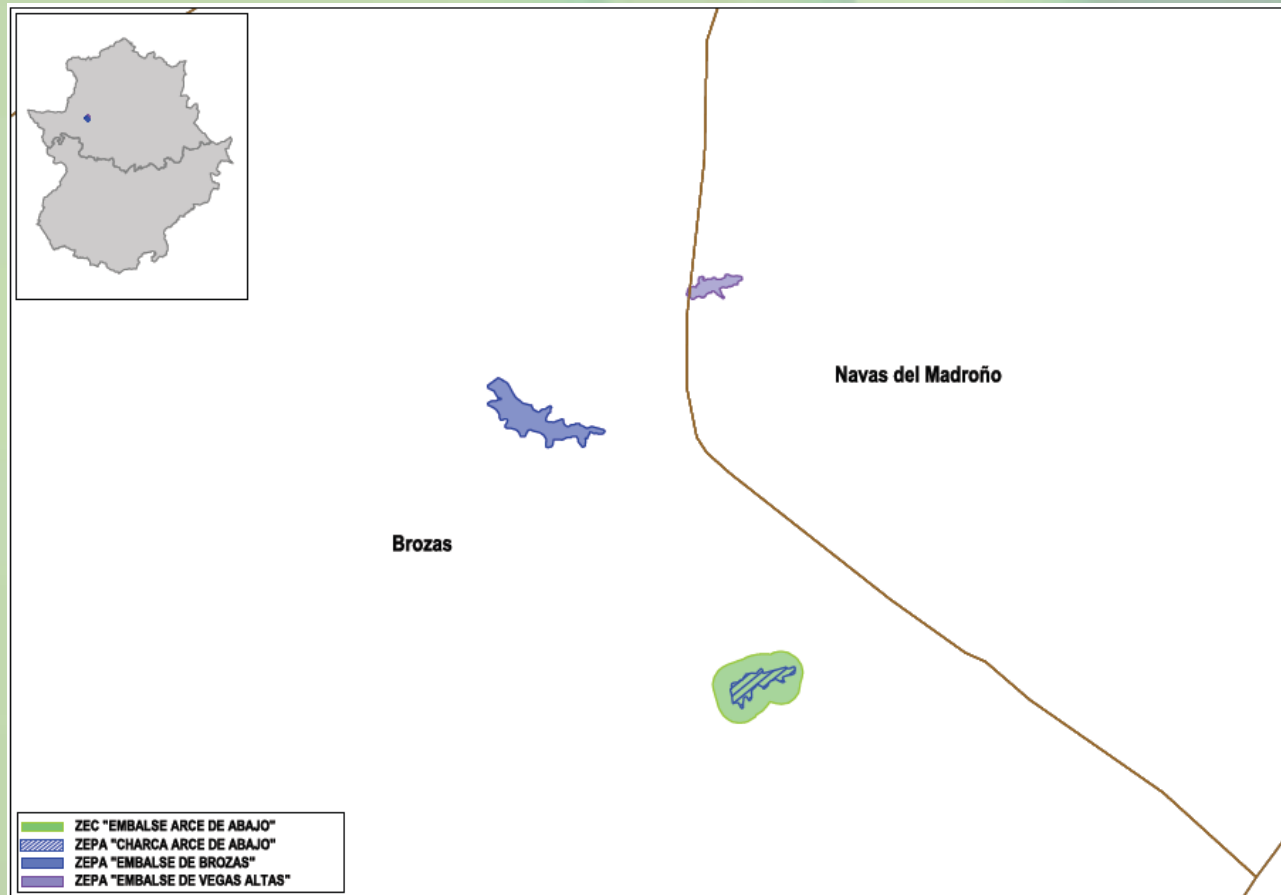 Navas del Madroño
Brozas
ZEC "EMBALSE ARCE DE ABAJO"
ZEPA "CHARCA ARCE DE ABAJO"
ZEPA "EMBALSE DE BROZAS"
ZEPA "EMBALSE DE VEGAS ALTAS"